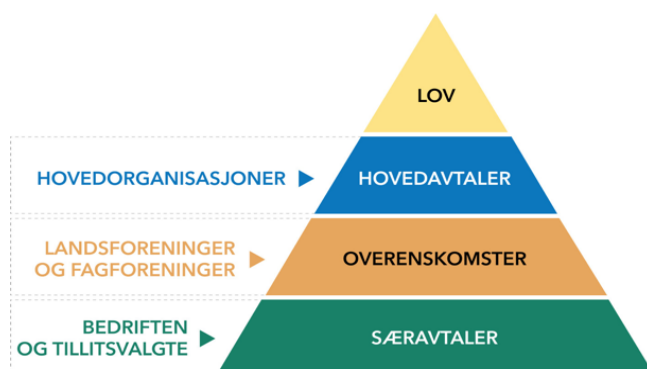 LOV
HOVEDORGANISASJONER
HOVEDAVTALER
LANDSFORENINGER
OG FAGFORENINGER
OVERENSKOMSTER
BEDRIFTEN
OG TILLITSVALGTE
SÆRAVTALER